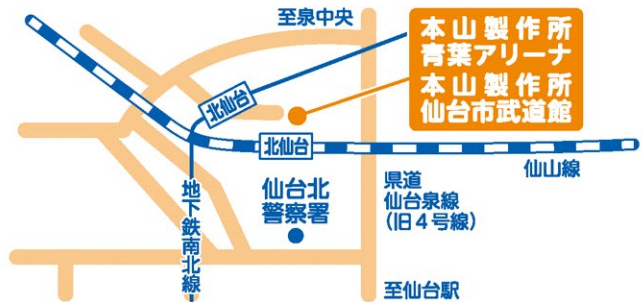 至泉中央
本山製作所
青葉アリーナ
本山製作所
仙台市武道館
北仙台
北仙台
仙山線
地下鉄南北線
仙台北
警察署
県道
仙台泉線
(旧4号線)
至仙台駅